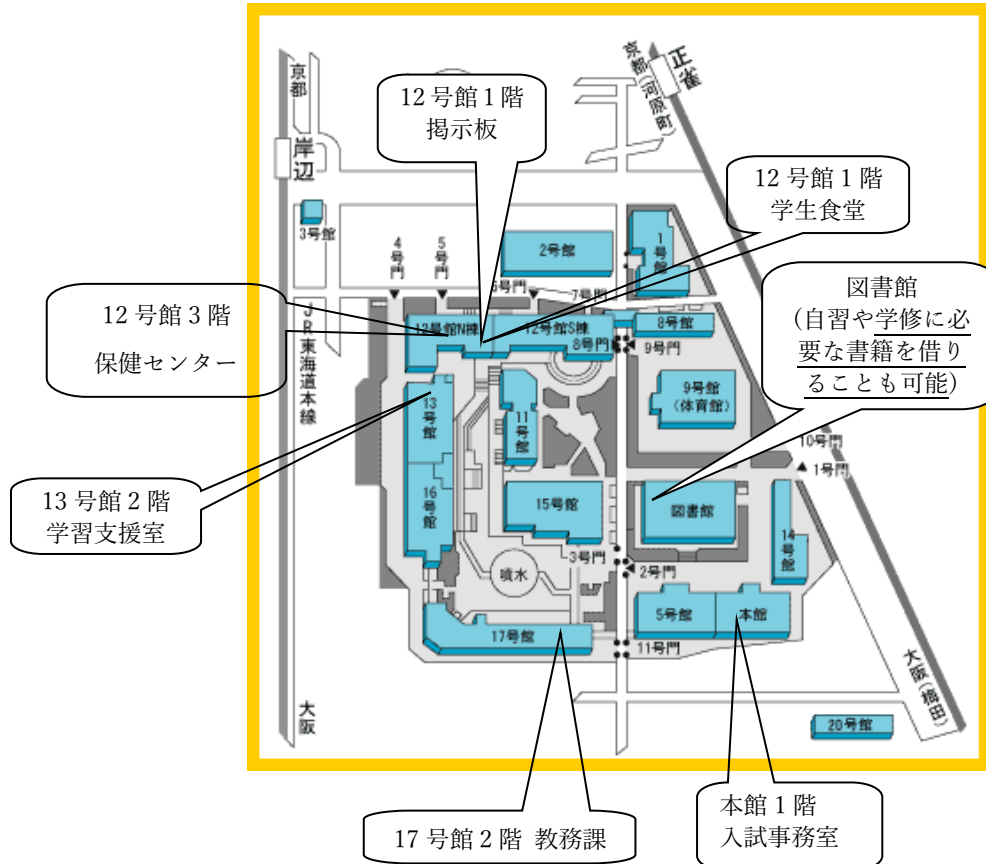 京都
岸辺
京都(河原町)
正雀
12 号館 1 階
掲示板
12 号館 1 階
学生食堂
3号館
4号門
5号門
2号館
1号館
6号門
7号門
図書館
(自習や学修に必
要な書籍を借り
ることも可能)
12 号館 3 階
保健センター
JR東海道本線
12号館N棟
12号館S棟
8号館
8号門
9号門
13号館
11号館
9号館
(体育館)
10号門
1号門
13 号館 2 階
学習支援室
16号館
15号館
図書館
14号館
3号門
噴水
2号門
5号館
本館
17号館
11号門
大阪
大阪(梅田)
20号館
17 号館 2 階 教務課
本館 1 階
入試事務室